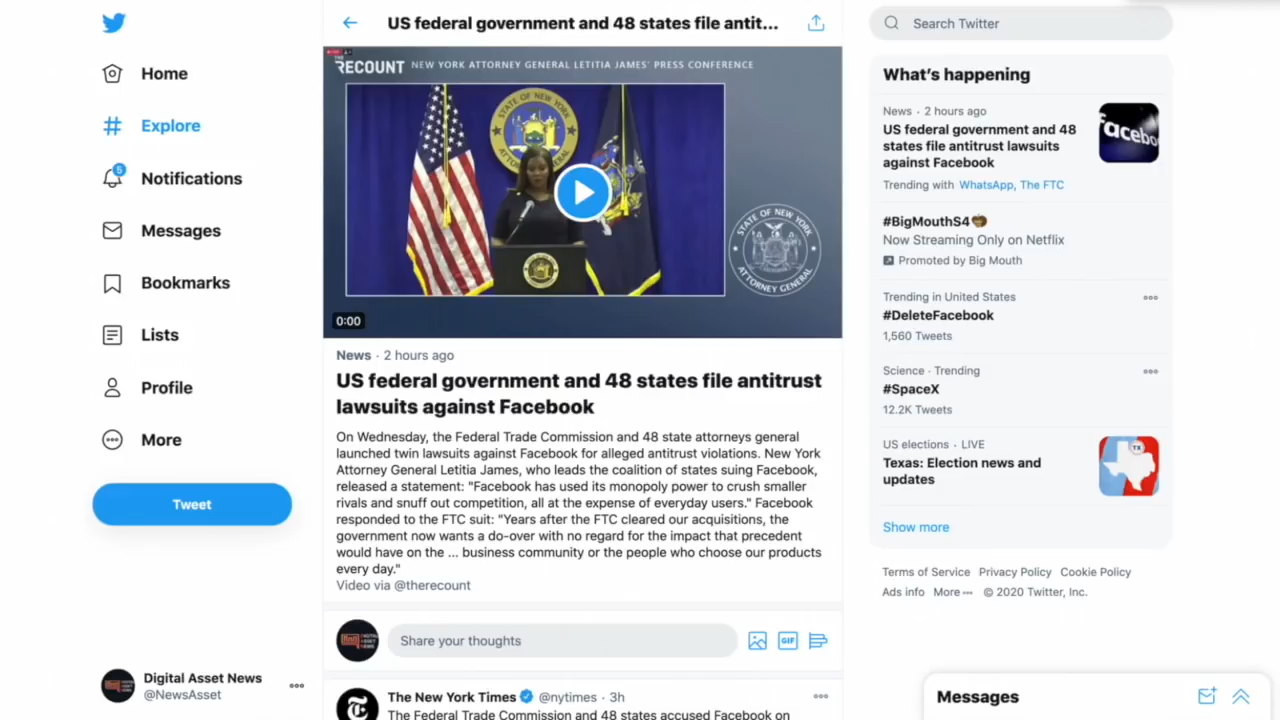 Home
Explore
5
Notifications
Messages
Bookmarks
Lists
Profile
More
Tweet
Digital Asset News
@NewsAsset
US federal government and 48 states file antit...
RECOUNT NEW YORK ATTORNEY GENERAL LETITIA JAMES' PRESS CONFERENCE
STATE OF NEW YORK
STATE OF NEW YORK
ATTORNEY GENERAL
0:00
News · 2 hours ago
US federal government and 48 states file antitrust
lawsuits against Facebook
On Wednesday, the Federal Trade Commission and 48 state attorneys general
launched twin lawsuits against Facebook for alleged antitrust violations. New York
Attorney General Letitia James, who leads the coalition of states suing Facebook,
released a statement: "Facebook has used its monopoly power to crush smaller
rivals and snuff out competition, all at the expense of everyday users." Facebook
responded to the FTC suit: "Years after the FTC cleared our acquisitions, the
government now wants a do-over with no regard for the impact that precedent
would have on the ... business community or the people who choose our products
every day."
Video via @therecount
Share your thoughts
GIF
The New York Times @nytimes · 3h
The Federal Trade Commission and 48 states accused Facebook on
Search Twitter
What's happening
News · 2 hours ago
US federal government and 48
states file antitrust lawsuits
against Facebook
Trending with WhatsApp, The FTC
facebo
#BigMouthS4
Now Streaming Only on Netflix
Promoted by Big Mouth
Trending in United States
#DeleteFacebook
1,560 Tweets
Science · Trending
#SpaceX
12.2K Tweets
US elections · LIVE
Texas: Election news and
updates
TX
Show more
Terms of Service Privacy Policy Cookie Policy
Ads info More © 2020 Twitter, Inc.
Messages